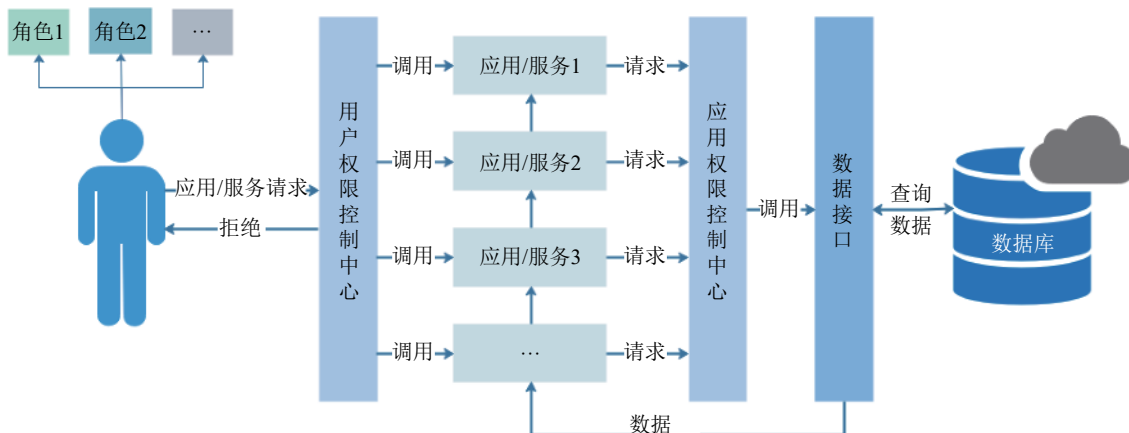 角色1
角色2
…
应用/服务请求
拒绝
用户权限控制中心
调用
应用/服务1
请求
调用
应用/服务2
请求
调用
应用/服务3
请求
调用
…
请求
应用权限控制中心
调用
数据接口
查询
数据
数据库
数据